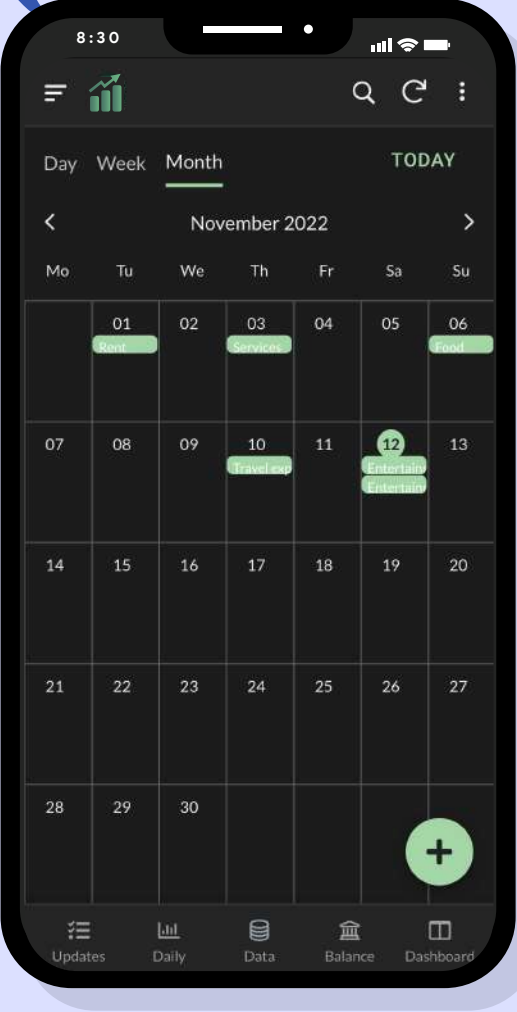 8:30
Day Week Month TODAY
November 2022
Mo Tu We Th Fr Sa Su
01 02 03 04 05 06
Rent Services Food
07 08 09 10 11 12 13
Travel exp Entertain
Entertain
14 15 16 17 18 19 20
21 22 23 24 25 26 27
28 29 30
Updates Daily Data Balance Dashboard